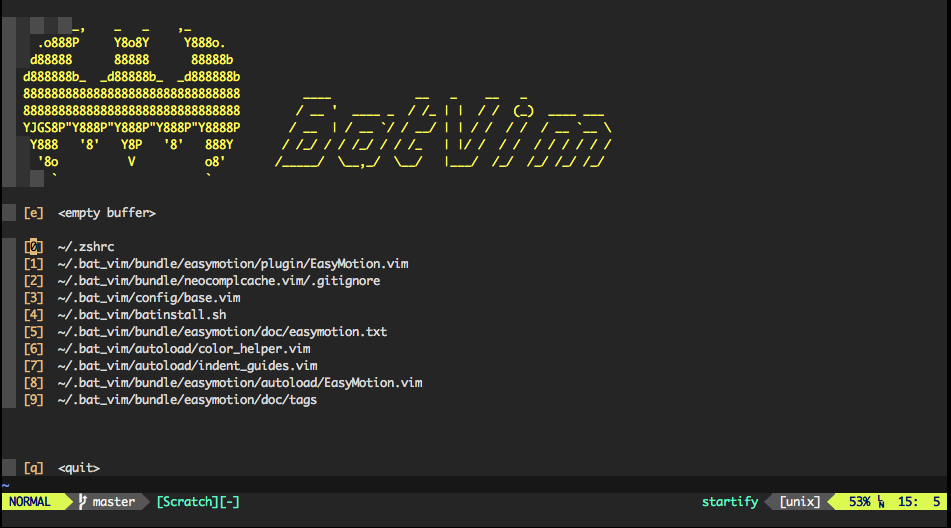 _,    _   _    ,_
  .o888P     Y8o8Y     Y888o.
 d88888      88888      88888b
d888888b_  _d88888b_  _d888888b
8888888888888888888888888888888
8888888888888888888888888888888
YJGS8P"Y888P"Y888P"Y888P"Y8888P
 Y888   '8'   Y8P   '8'   888Y
  '8o          V          o8'
    `                     `
BatVim
[e]  <empty buffer>
[0]  ~/.zshrc
[1]  ~/.bat_vim/bundle/easymotion/plugin/EasyMotion.vim
[2]  ~/.bat_vim/bundle/neocomplcache.vim/.gitignore
[3]  ~/.bat_vim/config/base.vim
[4]  ~/.bat_vim/batinstall.sh
[5]  ~/.bat_vim/bundle/easymotion/doc/easymotion.txt
[6]  ~/.bat_vim/autoload/color_helper.vim
[7]  ~/.bat_vim/autoload/indent_guides.vim
[8]  ~/.bat_vim/bundle/easymotion/autoload/EasyMotion.vim
[9]  ~/.bat_vim/bundle/easymotion/doc/tags
[q]  <quit>
~
NORMAL  master  [Scratch][-]  startify  [unix]  53% LN 15:  5